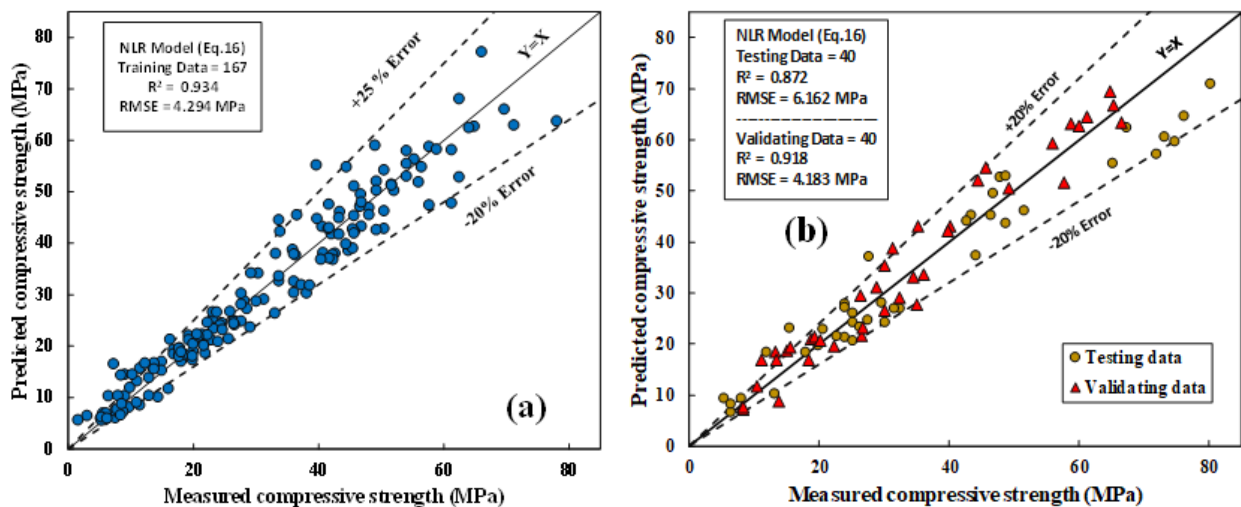 85
80
70
60
50
40
30
20
10
0
0
20
40
60
80
Predicted compressive strength (MPa)
Measured compressive strength (MPa)
NLR Model (Eq.16)
Training Data = 167
R² = 0.934
RMSE = 4.294 MPa
+25 % Error
Y=X
-20% Error
(a)
80
70
60
50
40
30
20
10
0
0
20
40
60
80
Predicted compressive strength (MPa)
Measured compressive strength (MPa)
NLR Model (Eq.16)
Testing Data = 40
R² = 0.872
RMSE = 6.162 MPa
--------------------
Validating Data = 40
R² = 0.918
RMSE = 4.183 MPa
+20% Error
Y=X
-20% Error
(b)
Testing data
Validating data